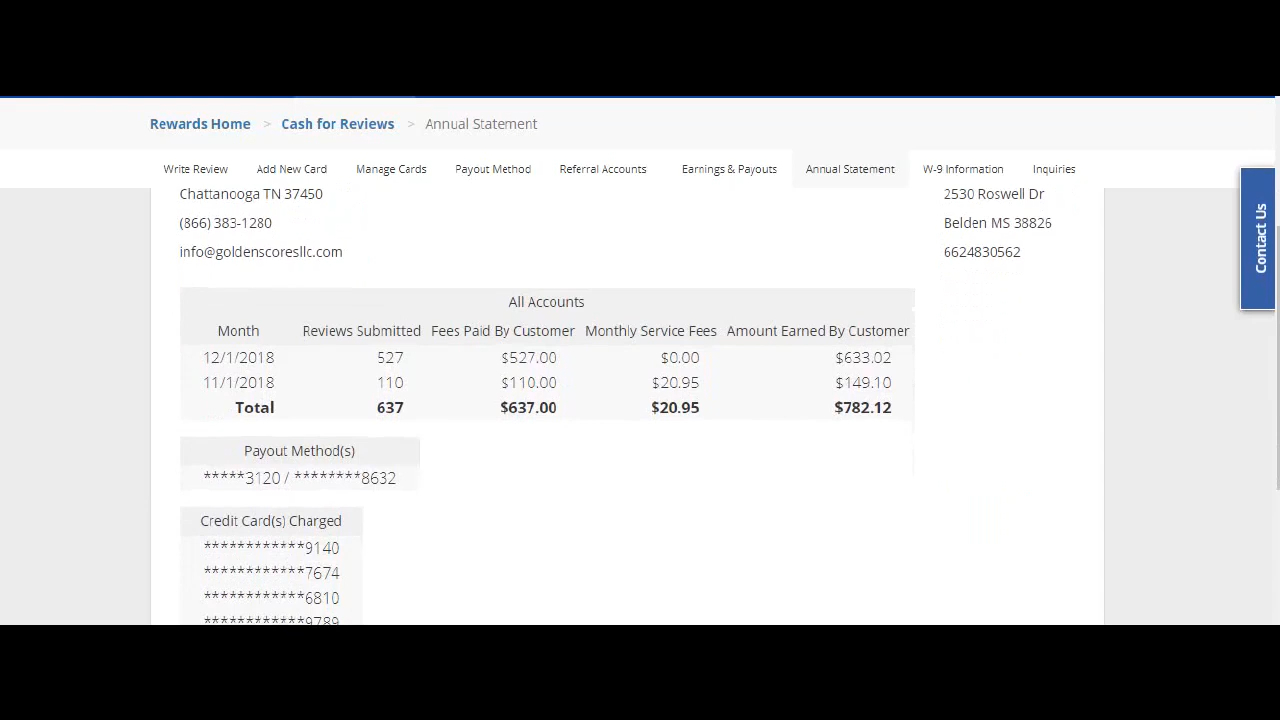 Rewards Home > Cash for Reviews > Annual Statement
Write Review Add New Card Manage Cards Payout Method Referral Accounts Earnings & Payouts Annual Statement W-9 Information Inquiries
Chattanooga TN 37450 2530 Roswell Dr
(866) 383-1280 Belden MS 38826
info@goldenscoresllc.com 6624830562
Contact Us
All Accounts
Month Reviews Submitted Fees Paid By Customer Monthly Service Fees Amount Earned By Customer
12/1/2018 527 $527.00 $0.00 $633.02
11/1/2018 110 $110.00 $20.95 $149.10
Total 637 $637.00 $20.95 $782.12
Payout Method(s)
*****3120 / ********8632
Credit Card(s) Charged
************9140
************7674
************6810
************9789